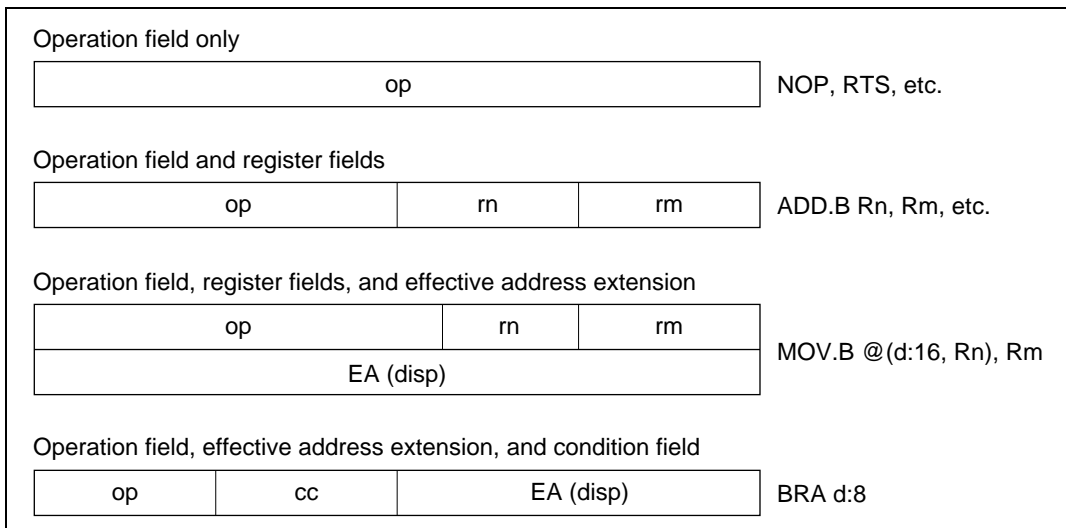 Operation field only
op
NOP, RTS, etc.
Operation field and register fields
op rn rm
ADD.B Rn, Rm, etc.
Operation field, register fields, and effective address extension
op rn rm
EA (disp)
MOV.B @(d:16, Rn), Rm
Operation field, effective address extension, and condition field
op cc EA (disp)
BRA d:8